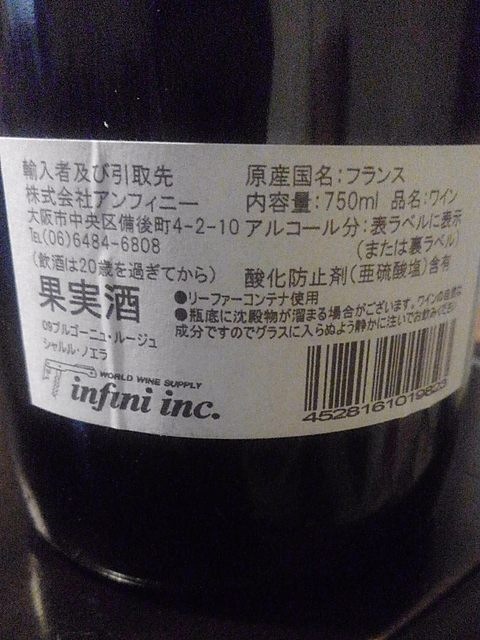 輸入者及び引取先
株式会社アンフィニー
大阪市中央区備後町4-2-10
TEL(06)6484-6808
(飲酒は20歳を過ぎてから)
果実酒
09ブルゴーニュ・ルージュ
シャルル・ノエラ
WORLD WINE SUPPLY
infini inc.
原産国名:フランス
内容量:750ml 品名:ワイン
アルコール分:表ラベルに表示
(または裏ラベル)
酸化防止剤(亜硫酸塩)含有
●リーファーコンテナ使用
●瓶底に沈殿物が溜まる場合がございます。ワインの
成分ですのでグラスに入らぬよう静かに注いでお飲みください